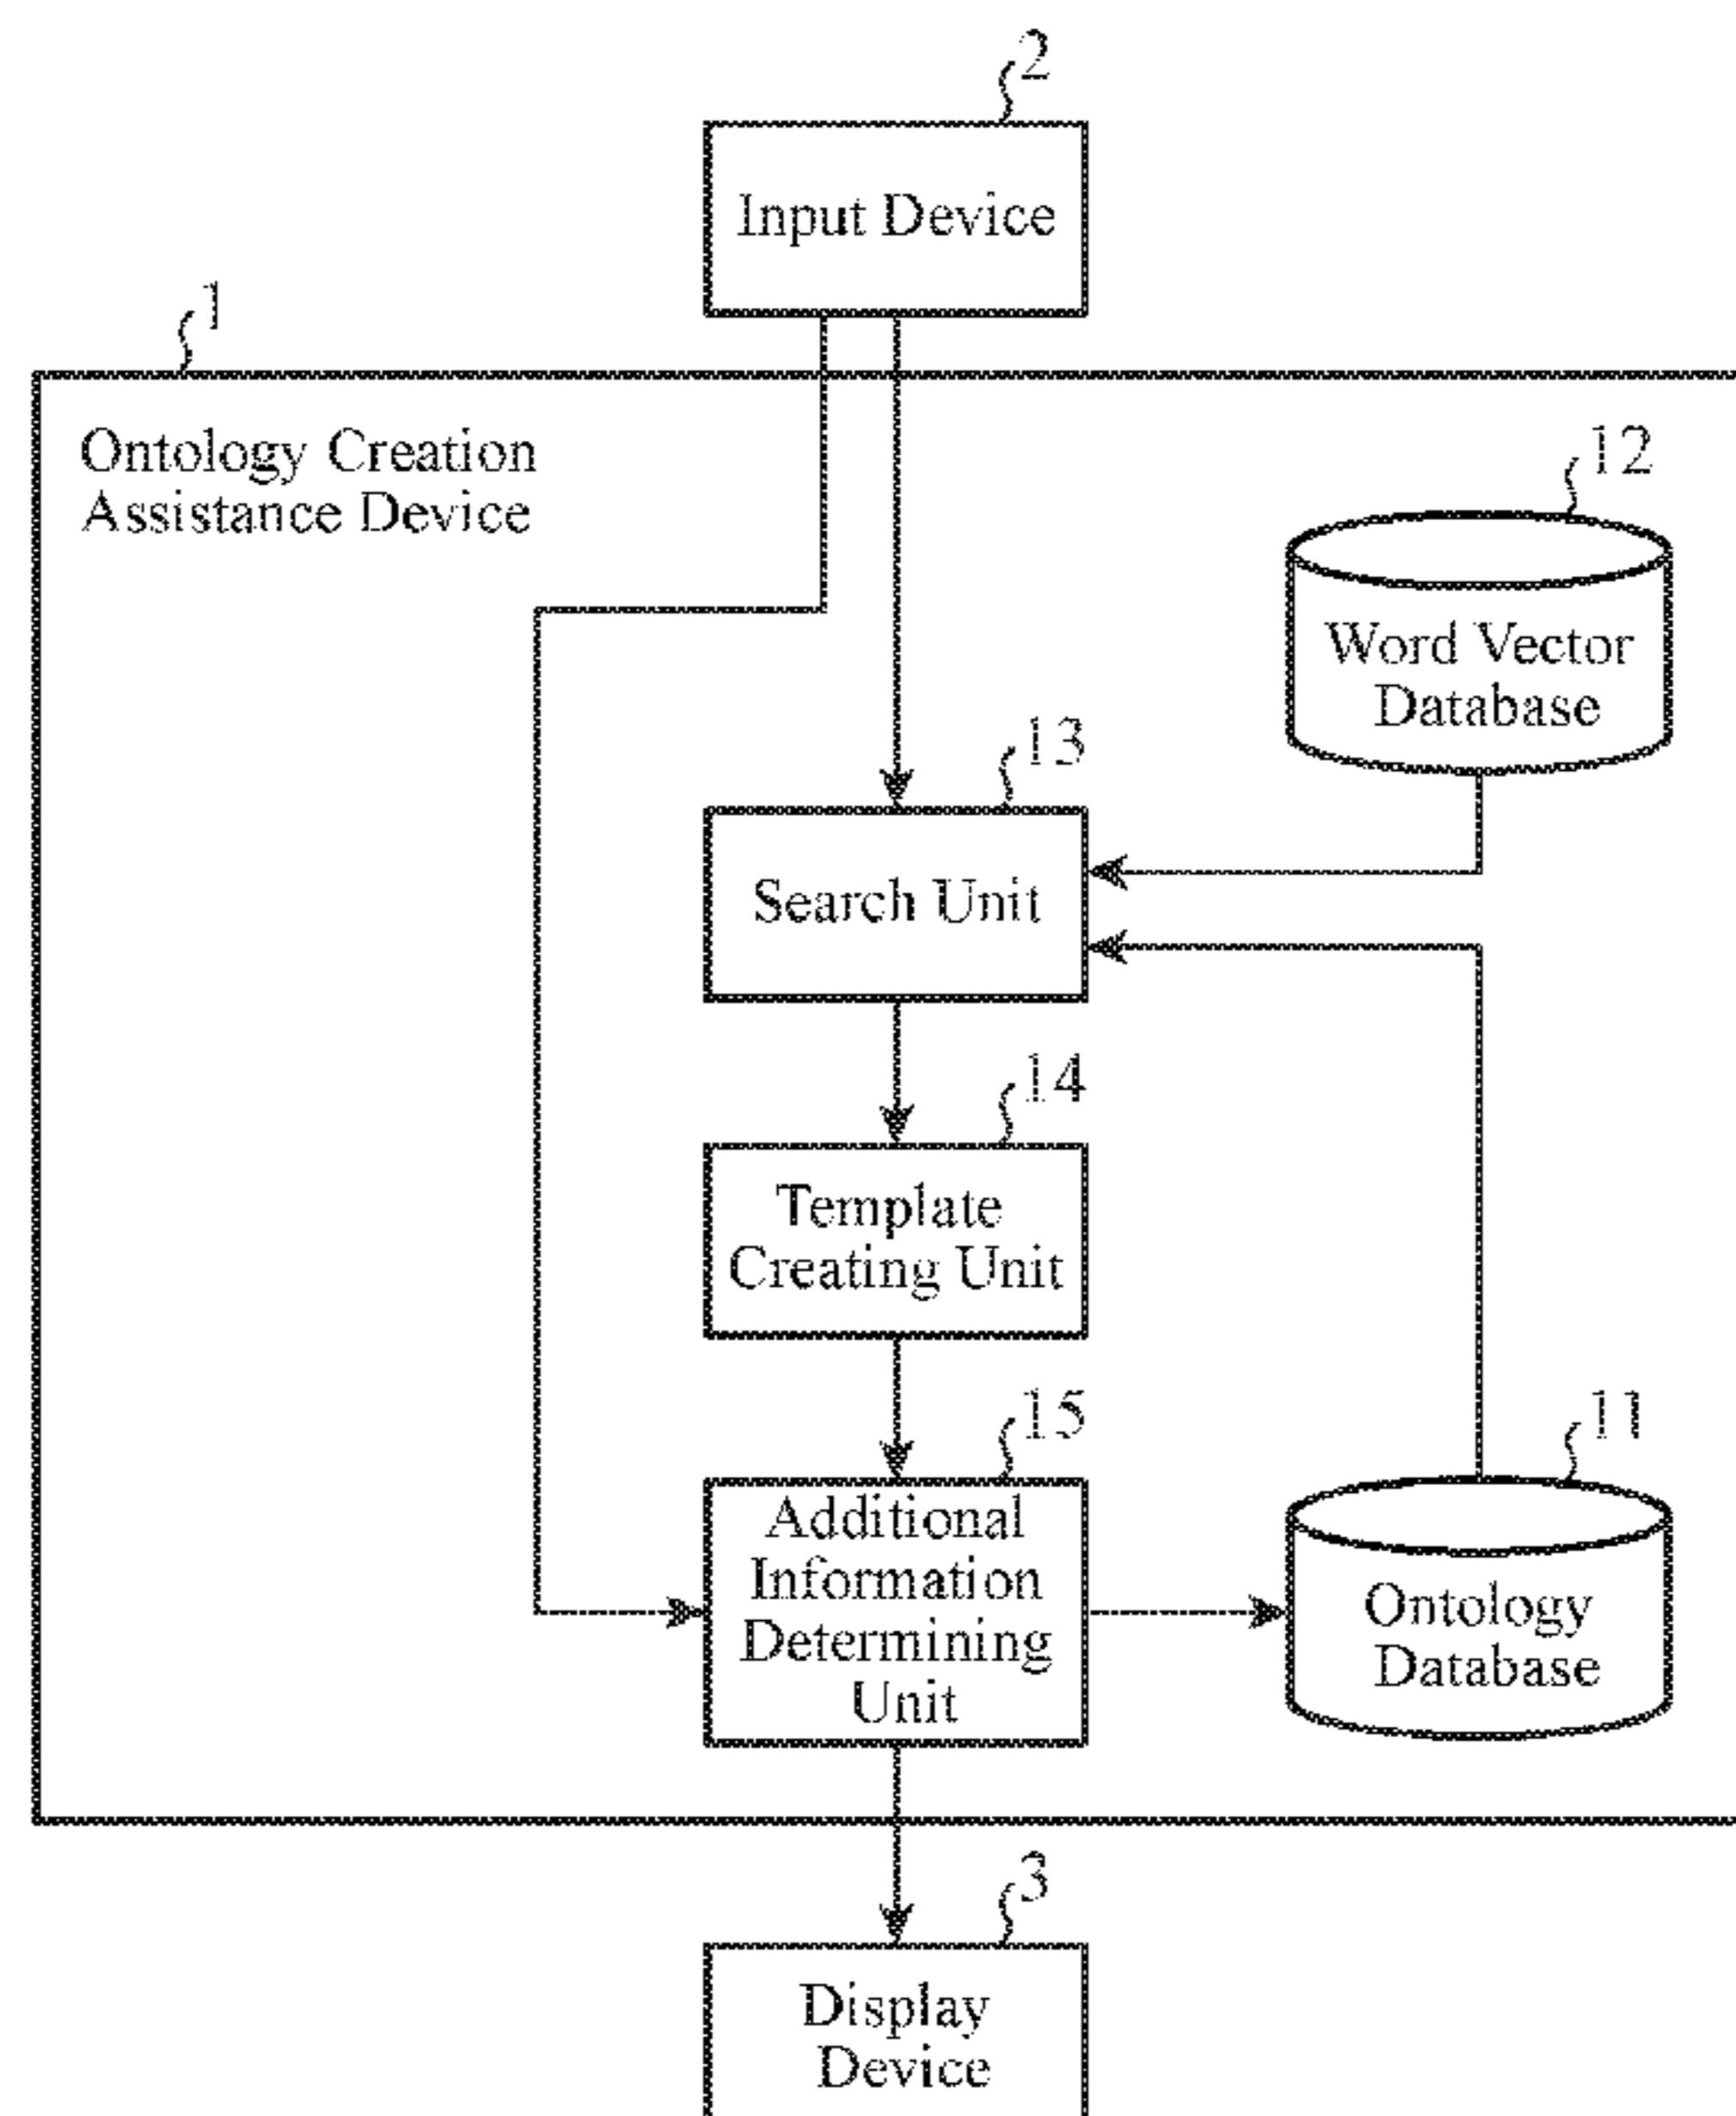 2
Input Device
1
Ontology Creation
Assistance Device
12
Word Vector
Database
13
Search Unit
14
Template
Creating Unit
15
Additional
Information
Determining
Unit
11
Ontology
Database
3
Display
Device